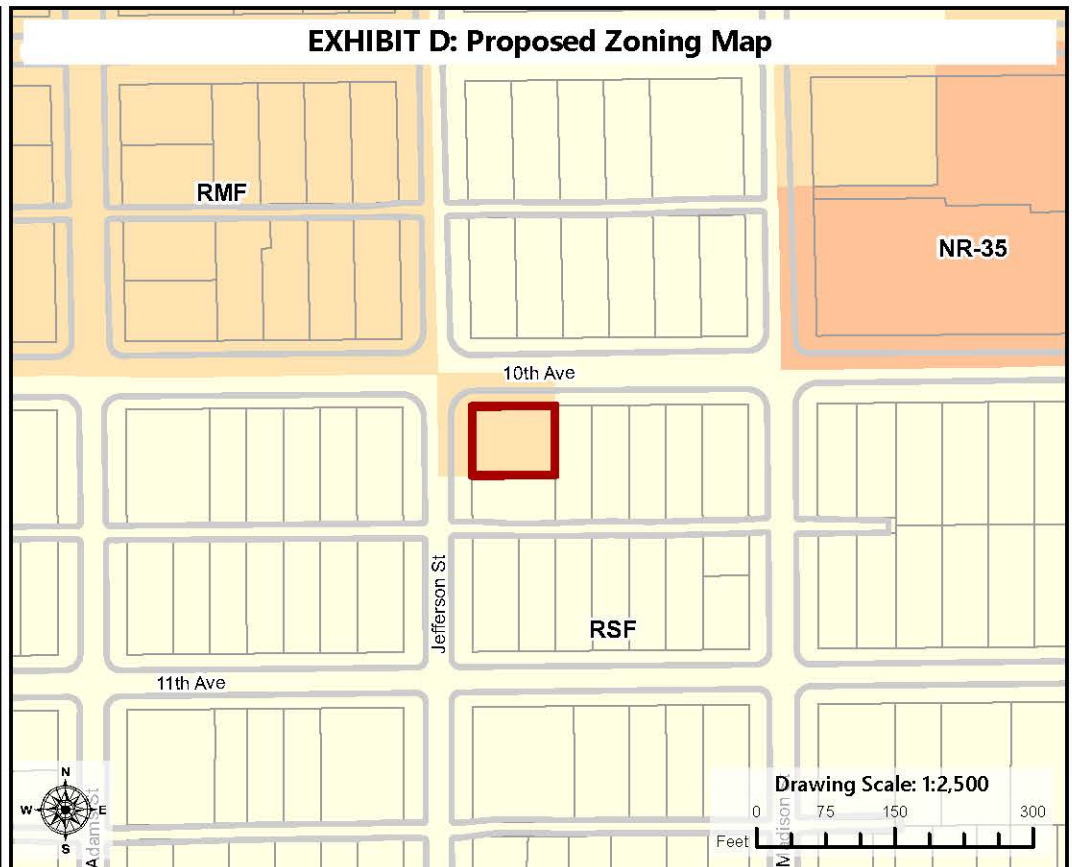 EXHIBIT D: Proposed Zoning Map
RMF
NR-35
10th Ave
Jefferson St
RSF
11th Ave
N
W E
S
Adams St
Drawing Scale: 1:2,500
0 75 150 300
Feet
Madison